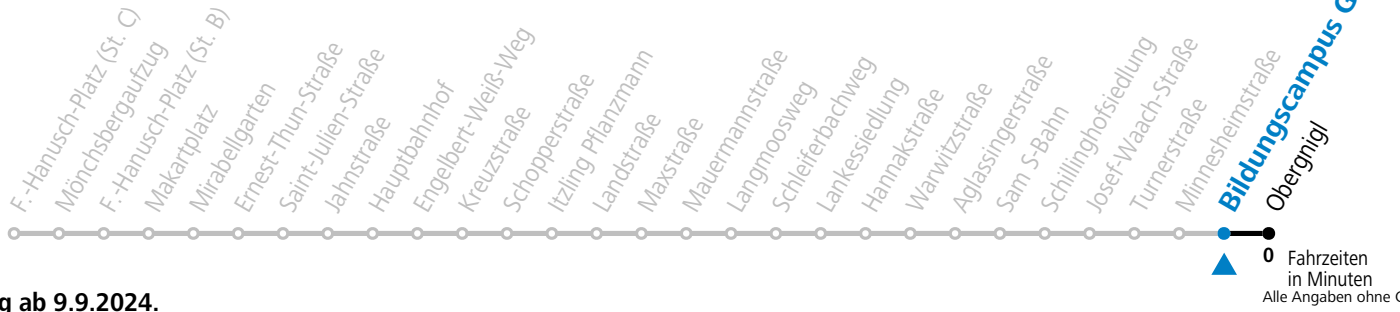 F.-Hanusch-Platz (St. C)
Mönchsbergaufzug
F.-Hanusch-Platz (St. B)
Makartplatz
Mirabellgarten
Ernest-Thun-Straße
Saint-Julien-Straße
Jahnstraße
Hauptbahnhof
Engelbert-Weiß-Weg
Kreuzstraße
Schopperstraße
Itzling Pflanzmann
Landstraße
Maxstraße
Mauermannstraße
Langmoosweg
Schleiferbachweg
Lankessiedlung
Hannakstraße
Warwitzstraße
Aglassingerstraße
Sam S-Bahn
Schillinghofsiedlung
Josef-Waach-Straße
Turnerstraße
Minnesheimstraße
Bildungscampus G
Obergnigl
0 Fahrzeiten
in Minuten
Alle Angaben ohne
g ab 9.9.2024.